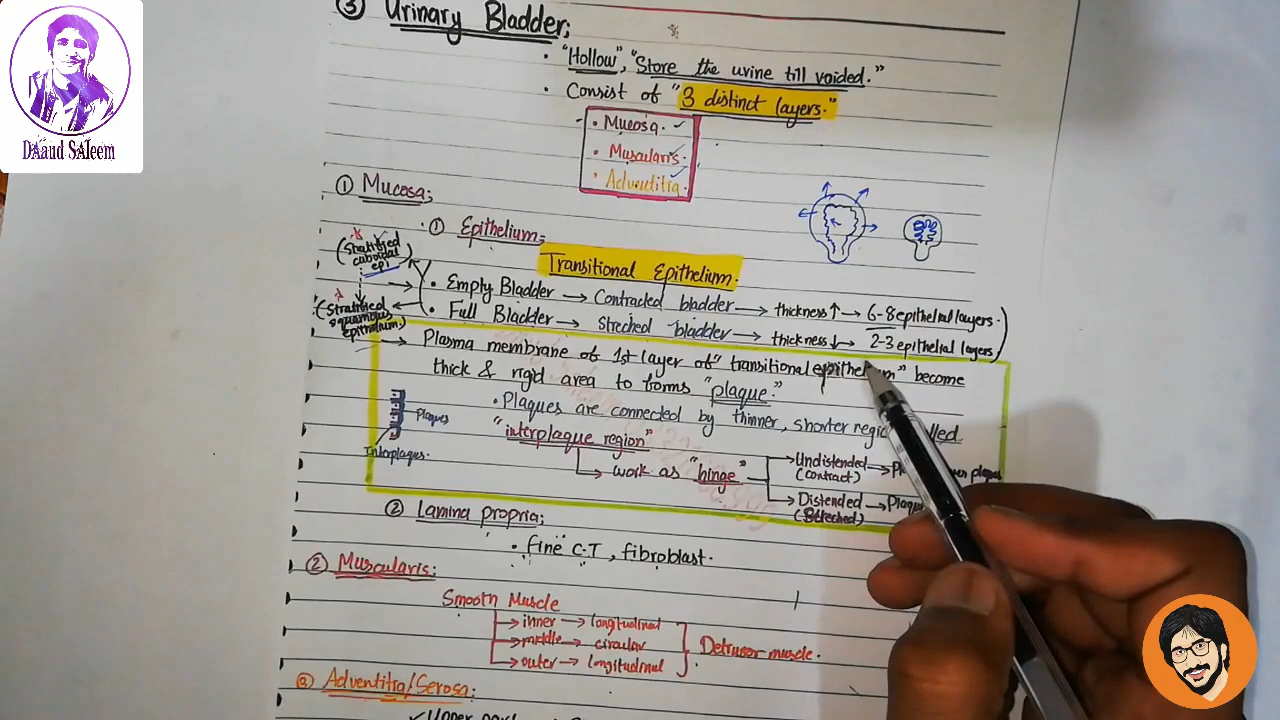 DAaud SAleem
③ Urinary Bladder;
• "Hollow", "Store the urine till voided."
• Consist of "3 distinct layers."
• Mucosa.
• Muscularis.
• Adventitia.
① Mucosa;
① Epithelium;
Transitional Epithelium.
(Stratified cuboidal epi)
• Empty Bladder → Contracted bladder → thickness↑ → 6-8 epithelial layers.
(Stratified squamous epithelium)
• Full Bladder → Streched bladder → thickness↓ → 2-3 epithelial layers
→ Plasma membrane of 1st layer of "transitional epithelium" become
thick & rigid area to forms "plaque."
• Plaques are connected by thinner, shorter
"interplaque region"
Plaques
Interplaques.
→ work as "hinge"
→ Undistended →
(contract)
→ Distended →
② Lamina propria;
• fine C.T, fibroblast.
② Muscularis:
Smooth Muscle
→ inner → longitudinal
→ middle → circular
→ outer → longitudinal
Detrusor muscle.
③ Adventitia/Serosa: